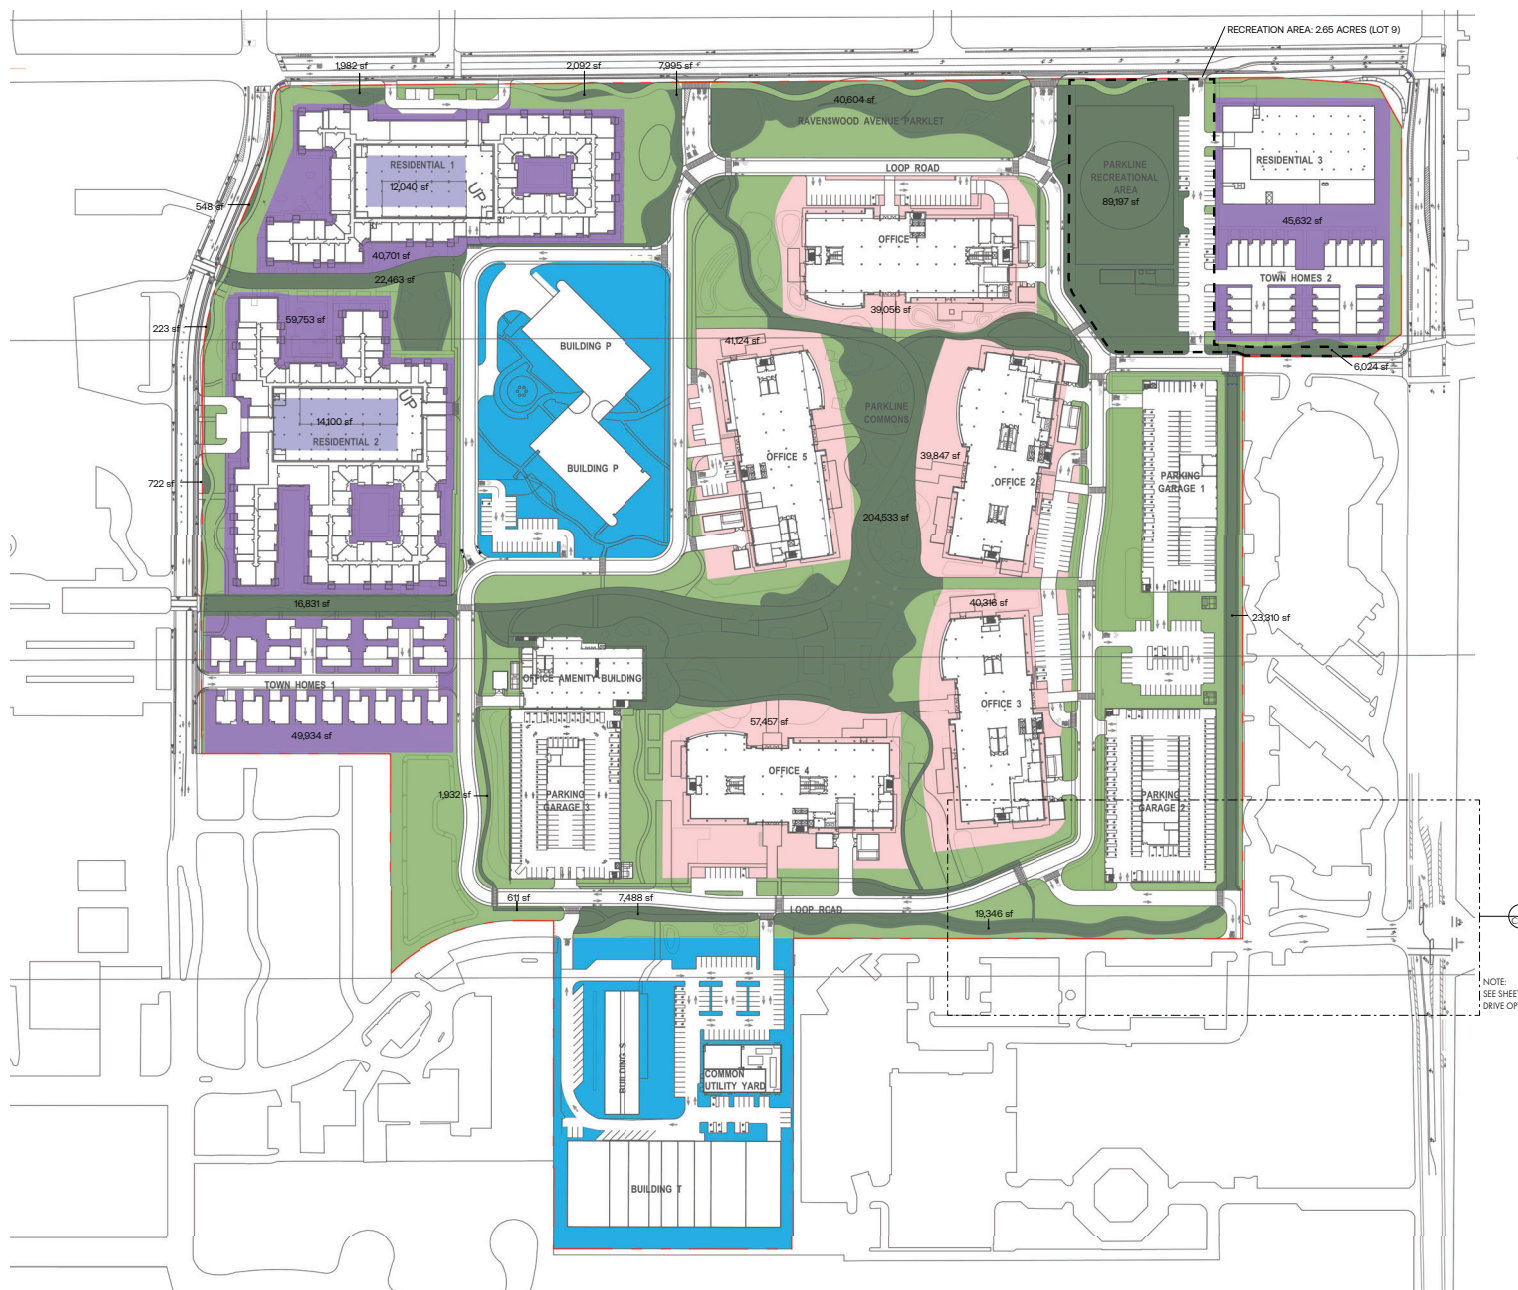 RECREATION AREA: 2.65 ACRES (LOT 9)
1,982 sf
2,092 sf
7,995 sf
40,604 sf
RAVENSWOOD AVENUE PARKLET
RESIDENTIAL 1
12,040 sf
UP
LOOP ROAD
PARKLINE
RECREATIONAL
AREA
89,197 sf
RESIDENTIAL 3
548 sf
45,632 sf
OFFICE 1
40,701 sf
22,463 sf
TOWN HOMES 2
39,056 sf
59,753 sf
223 sf
41,124 sf
BUILDING P
6,024 sf
UP
PARKLINE
COMMONS
14,100 sf
RESIDENTIAL 2
OFFICE 5
39,847 sf
BUILDING P
OFFICE 2
PARKING
GARAGE 1
722 sf
204,533 sf
16,831 sf
40,316 sf
23,310 sf
OFFICE AMENITY BUILDING
TOWN HOMES 1
OFFICE 3
57,457 sf
49,934 sf
OFFICE 4
1,932 sf
PARKING
GARAGE 3
PARKING
GARAGE 2
611 sf
7,488 sf
LOOP ROAD
19,346 sf
NOTE:
SEE SHEET
DRIVE
BUILDING S
COMMON
UTILITY YARD
BUILDING T